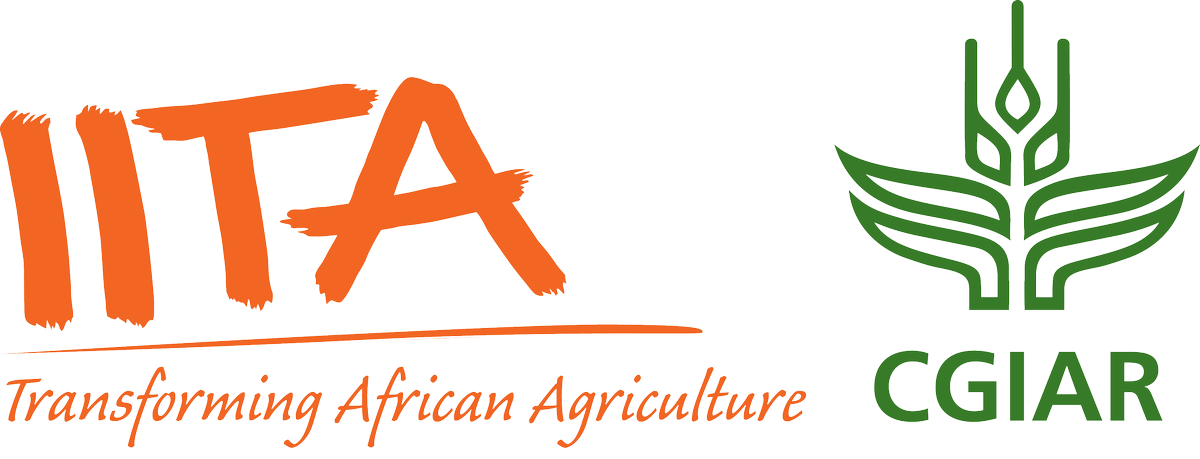 IITA
Transforming African Agriculture
CGIAR